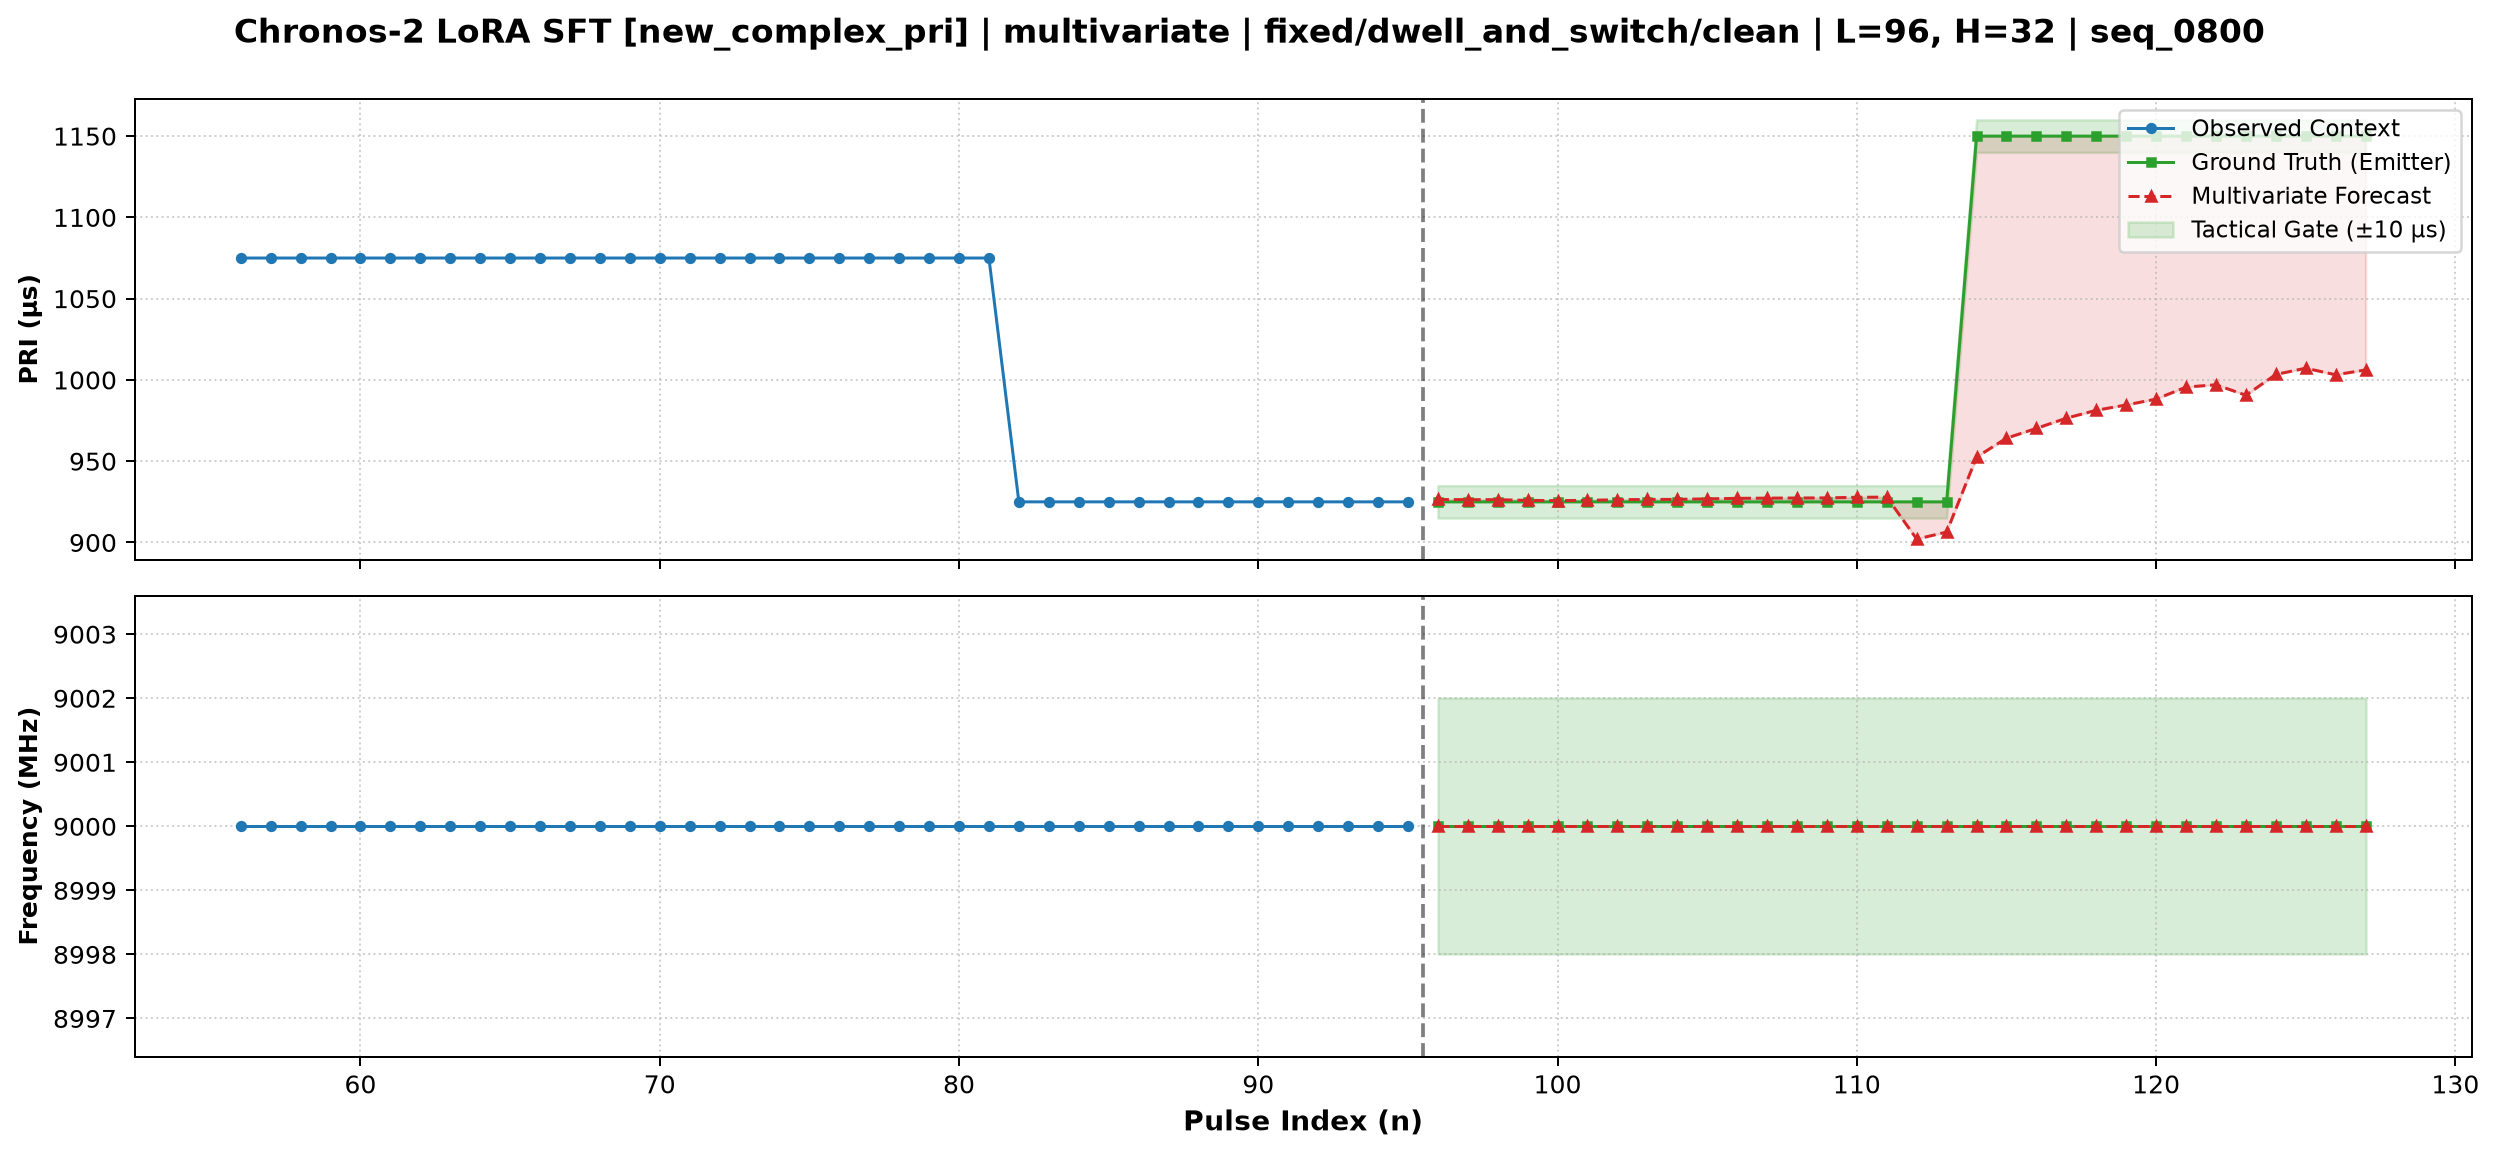 Chronos-2 LoRA SFT [new_complex_pri] | multivariate | fixed/dwell_and_switch/clean | L=96, H=32 | seq_0800
PRI (µs)
1150
1100
1050
1000
950
900
Observed Context
Ground Truth (Emitter)
Multivariate Forecast
Tactical Gate (±10 µs)
Frequency (MHz)
9003
9002
9001
9000
8999
8998
8997
60 70 80 90 100 110 120 130
Pulse Index (n)